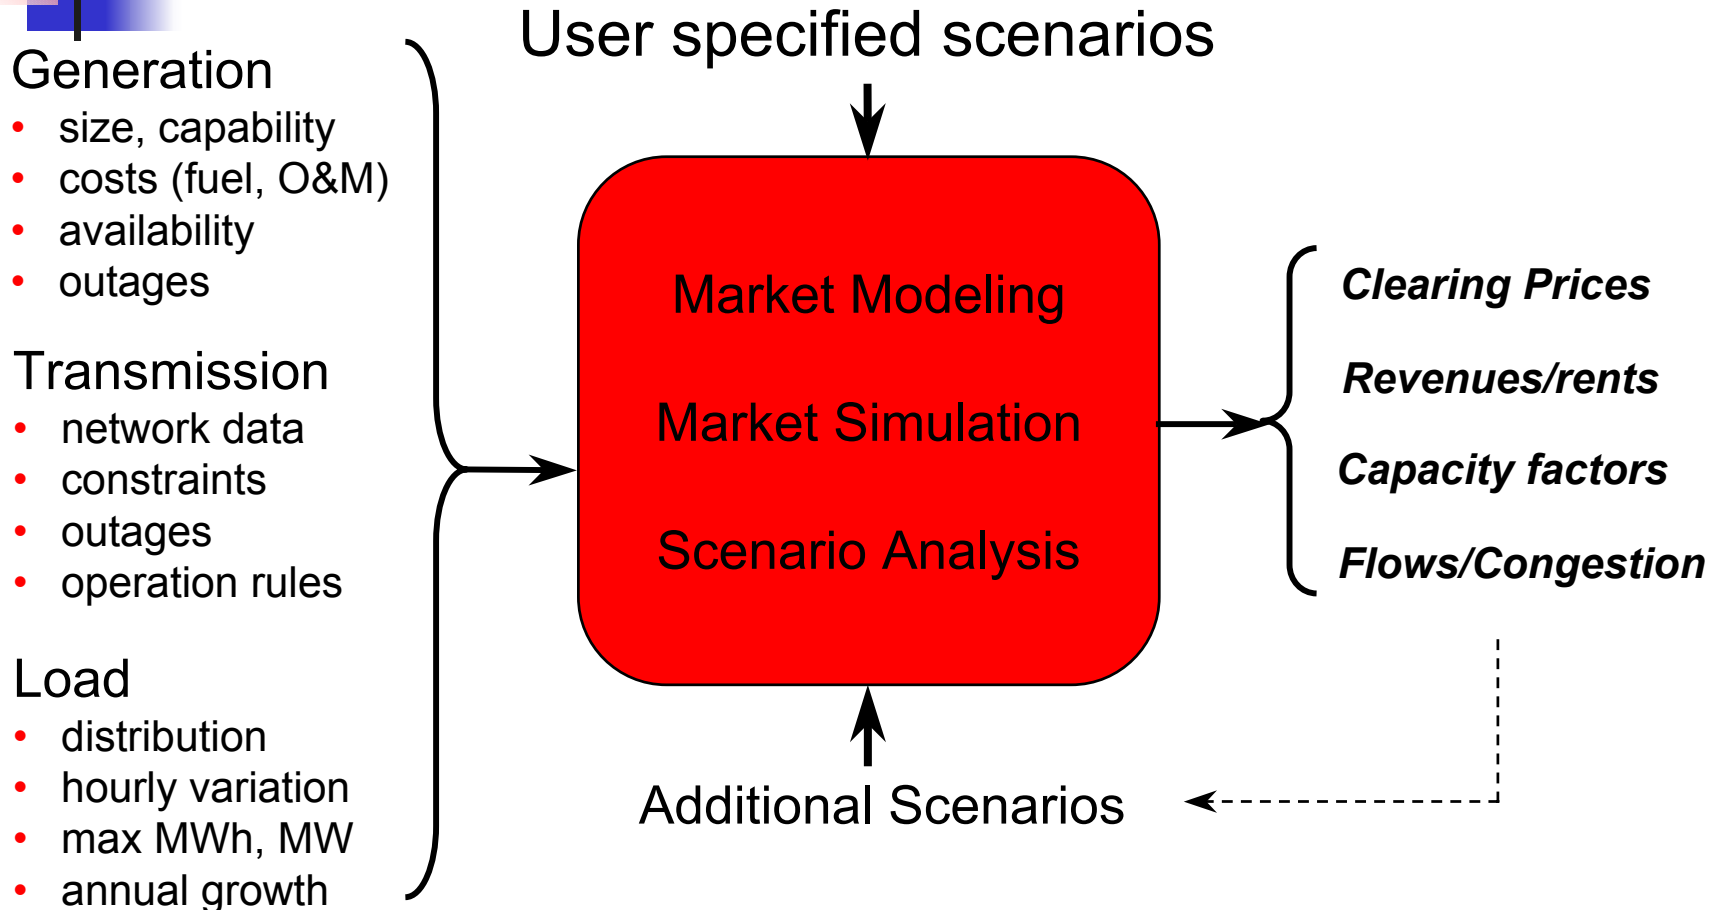 User specified scenarios
Generation
• size, capability
• costs (fuel, O&M)
• availability
• outages
Transmission
• network data
• constraints
• outages
• operation rules
Load
• distribution
• hourly variation
• max MWh, MW
• annual growth
Market Modeling
Market Simulation
Scenario Analysis
Additional Scenarios
Clearing Prices
Revenues/rents
Capacity factors
Flows/Congestion